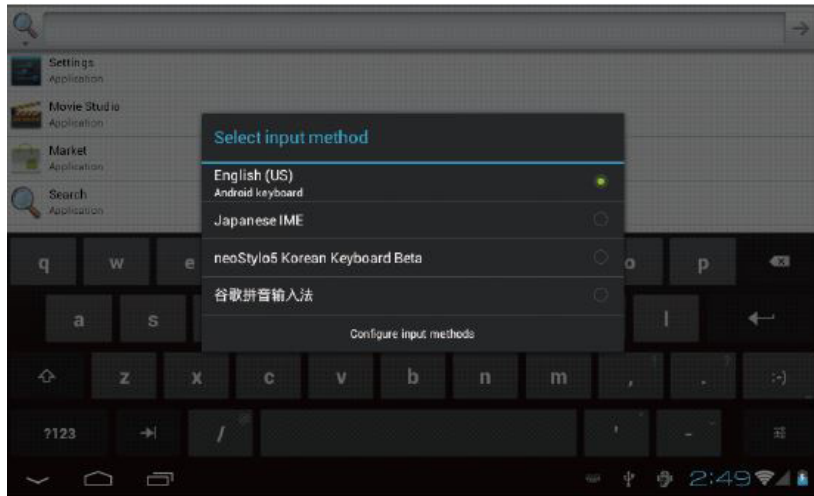 Settings
Application
Movie Studio
Application
Market
Application
Search
Application
Select input method
English (US)
Android keyboard
Japanese IME
neoStylo5 Korean Keyboard Beta
谷歌拼音输入法
Configure input methods
q w e o p
a s l
z x c v b n m , . :-)
?123 / ' -
2:49